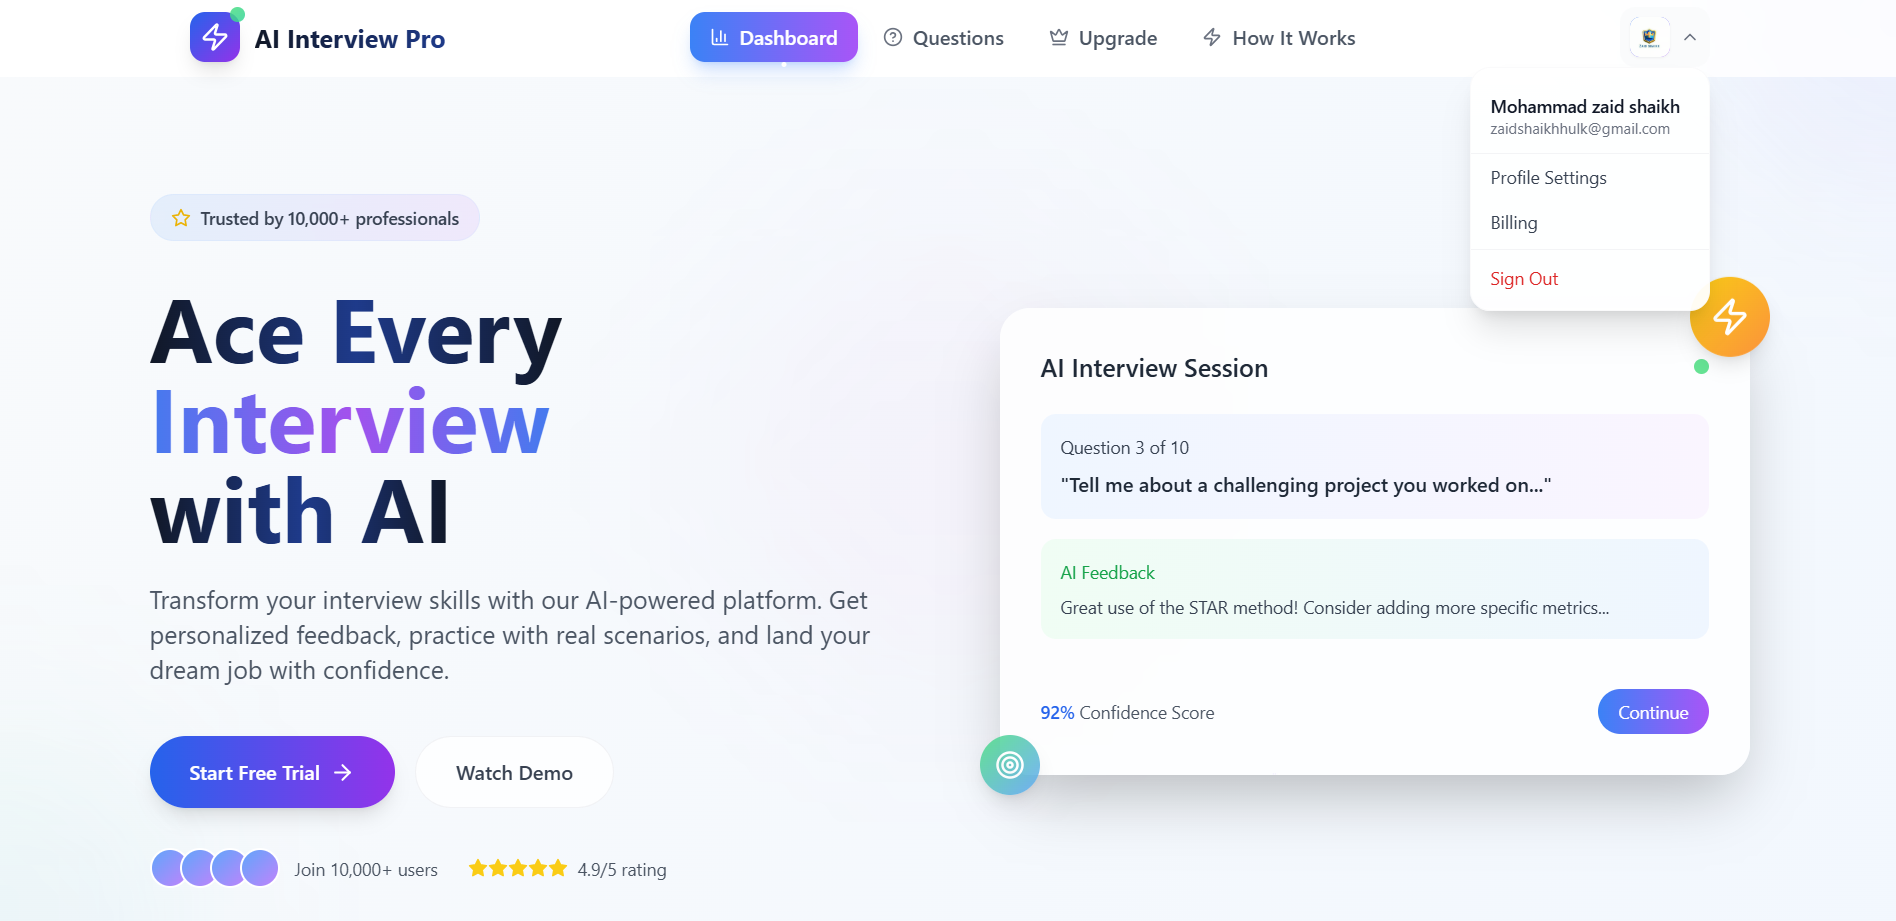 AI Interview Pro
Dashboard
Questions
Upgrade
How It Works
Mohammad zaid shaikh
zaidshaikhhulk@gmail.com
Profile Settings
Billing
Sign Out
Trusted by 10,000+ professionals
Ace Every
Interview
with AI
Transform your interview skills with our AI-powered platform. Get
personalized feedback, practice with real scenarios, and land your
dream job with confidence.
Start Free Trial
Watch Demo
Join 10,000+ users
4.9/5 rating
AI Interview Session
Question 3 of 10
"Tell me about a challenging project you worked on..."
AI Feedback
Great use of the STAR method! Consider adding more specific metrics...
92% Confidence Score
Continue